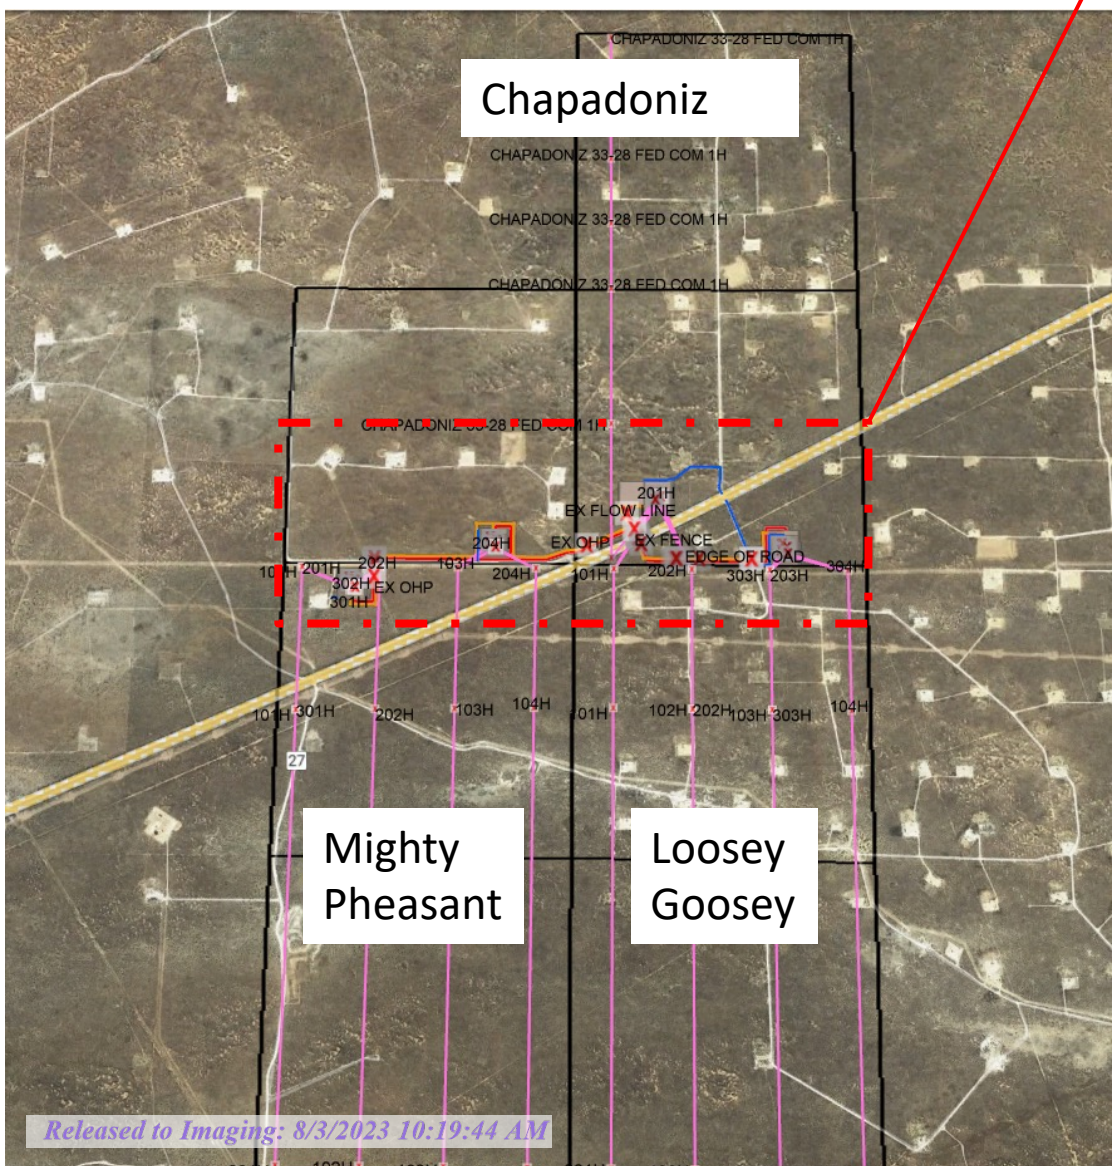 CHAPADONIZ 33-28 FED COM 1H
Chapadoniz
CHAPADONIZ 33-28 FED COM 1H
CHAPADONIZ 33-28 FED COM 1H
CHAPADONIZ 33-28 FED COM 1H
CHAPADONIZ 33-28 FED COM 1H
201H
EX FLOW LINE
204H
EX OHP
EX FENCE
EDGE OF ROAD
201H
202H
103H
204H
101H
202H
303H
203H
304H
302H
EX OHP
301H
101H
301H
202H
103H
104H
101H
102H
202H
103H
303H
104H
27
Mighty
Pheasant
Loosey
Goosey
Released to Imaging: 8/3/2023 10:19:44 AM